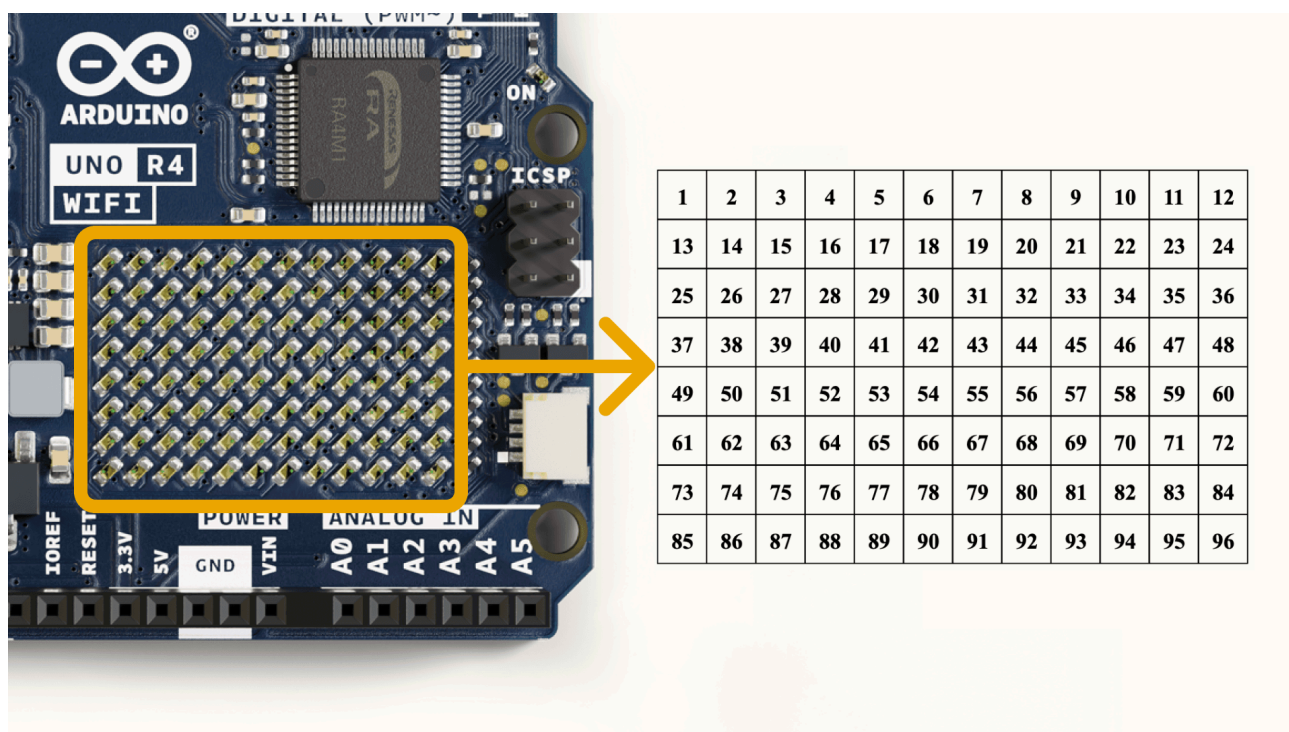 DIGITAL (PWM~)
®
ARDUINO
UNO R4
WIFI
RENESAS
RA
RA4M1
ON
ICSP
POWER
ANALOG IN
IOREF
RESET
3.3V
5V
GND
VIN
A0
A1
A2
A3
A4
A5
1 2 3 4 5 6 7 8 9 10 11 12
13 14 15 16 17 18 19 20 21 22 23 24
25 26 27 28 29 30 31 32 33 34 35 36
37 38 39 40 41 42 43 44 45 46 47 48
49 50 51 52 53 54 55 56 57 58 59 60
61 62 63 64 65 66 67 68 69 70 71 72
73 74 75 76 77 78 79 80 81 82 83 84
85 86 87 88 89 90 91 92 93 94 95 96